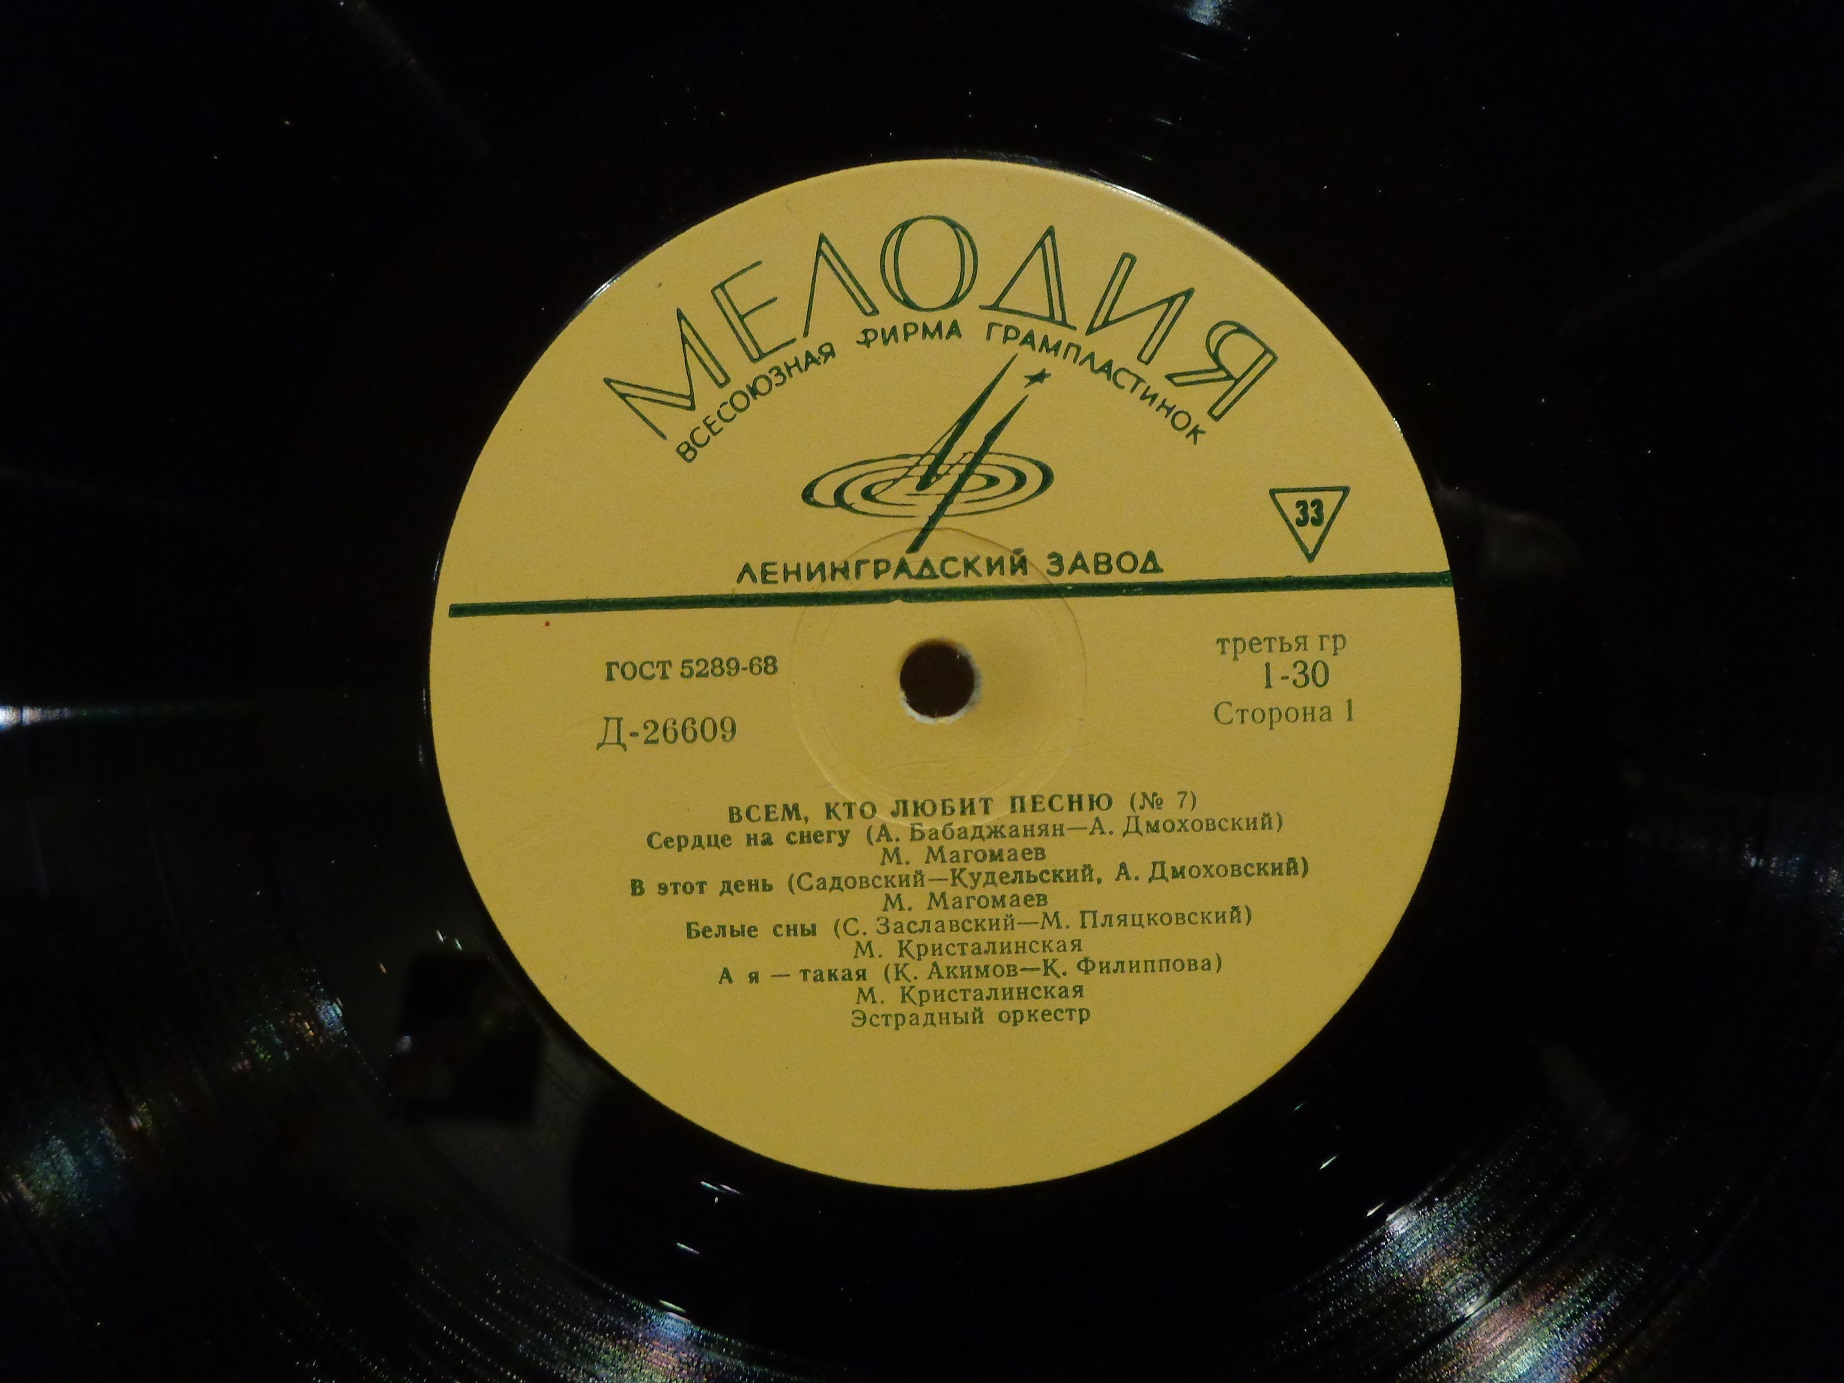 МЕЛОДИЯ
ВСЕСОЮЗНАЯ ФИРМА ГРАМПЛАСТИНОК
33
ЛЕНИНГРАДСКИЙ ЗАВОД
ГОСТ 5289-68
Д-26609
третья гр
1-30
Сторона 1
ВСЕМ, КТО ЛЮБИТ ПЕСНЮ (№ 7)
Сердце на снегу (А. Бабаджанян—А. Дмоховский)
М. Магомаев
В этот день (Садовский—Кудельский, А. Дмоховский)
М. Магомаев
Белые сны (С. Заславский—М. Пляцковский)
М. Кристалинская
А я — такая (К. Акимов—К. Филиппова)
М. Кристалинская
Эстрадный оркестр